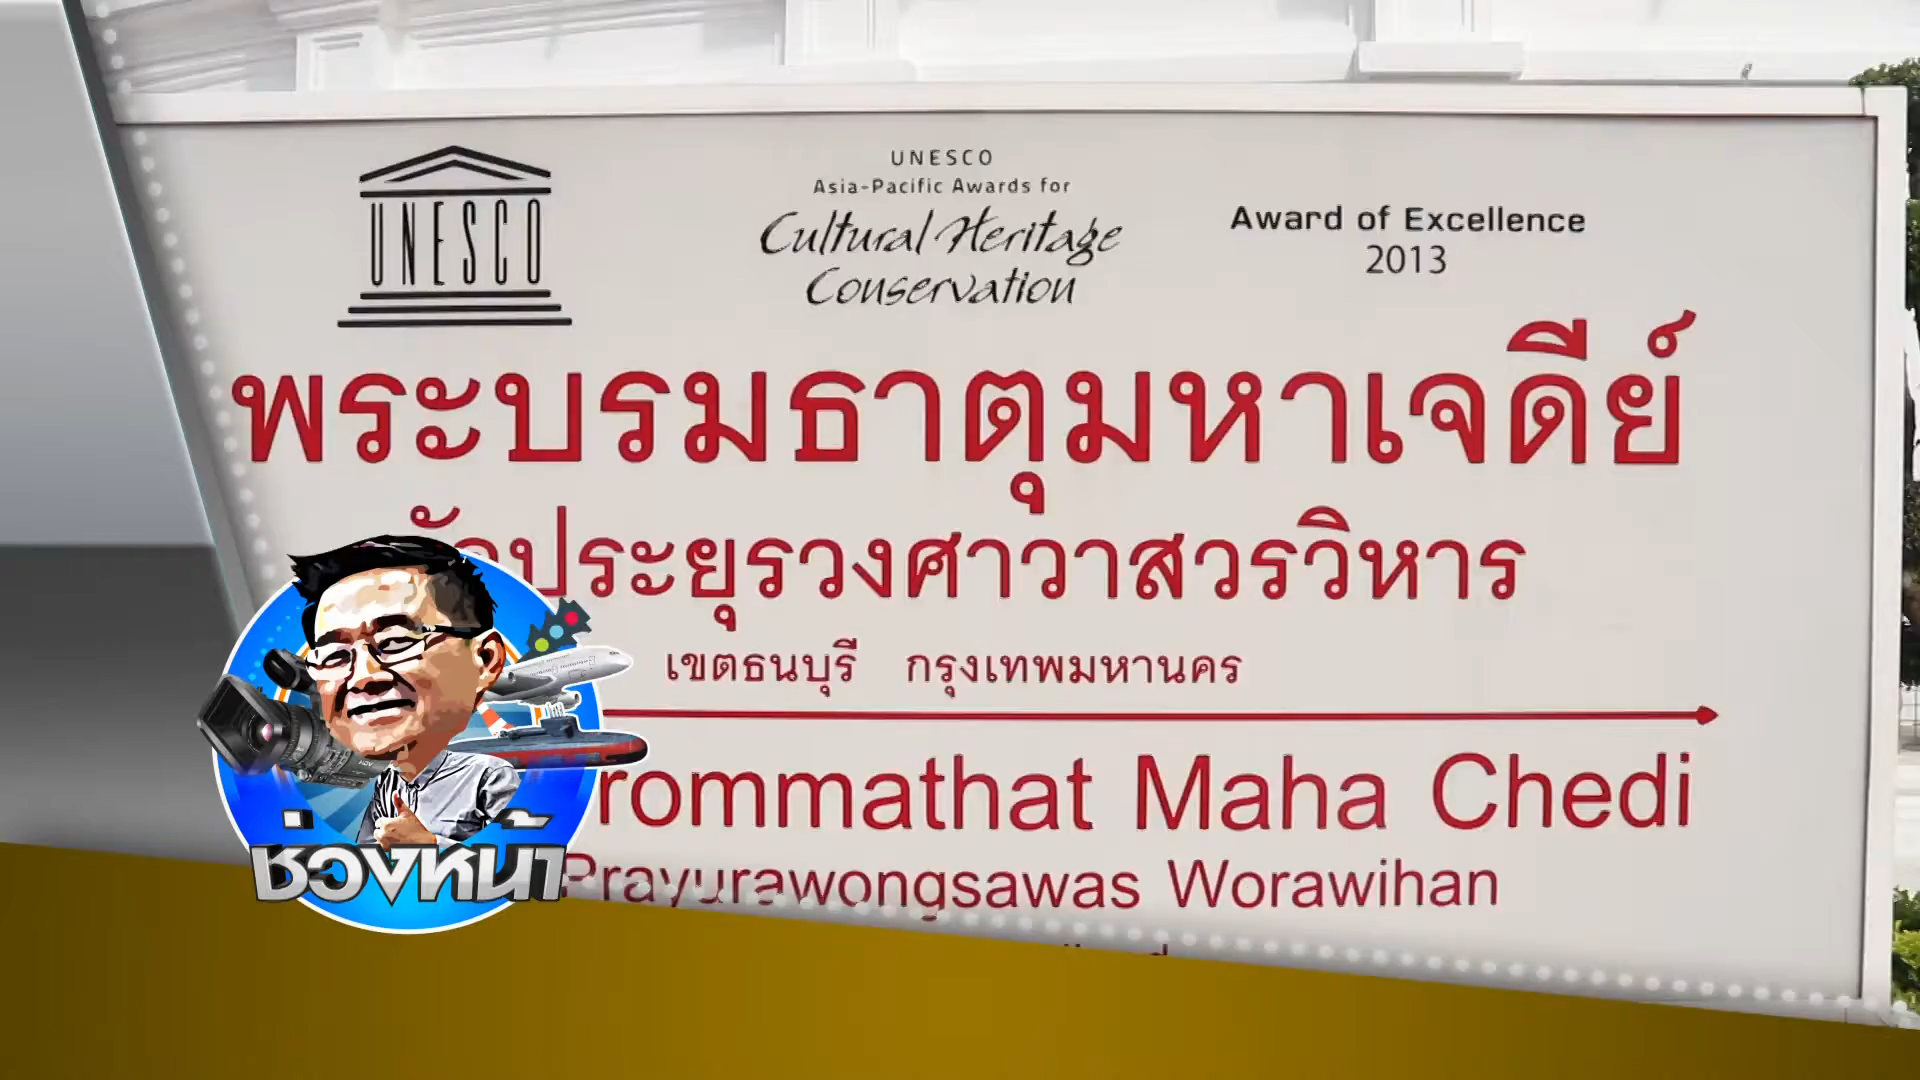 UNESCO
UNESCO
Asia-Pacific Awards for
Cultural Heritage
Conservation
Award of Excellence
2013
พระบรมธาตุมหาเจดีย์
วัดประยุรวงศาวาสวรวิหาร
เขตธนบุรี กรุงเทพมหานคร
rommathat Maha Chedi
Prayurawongsawas Worawihan
ช่องหน้า